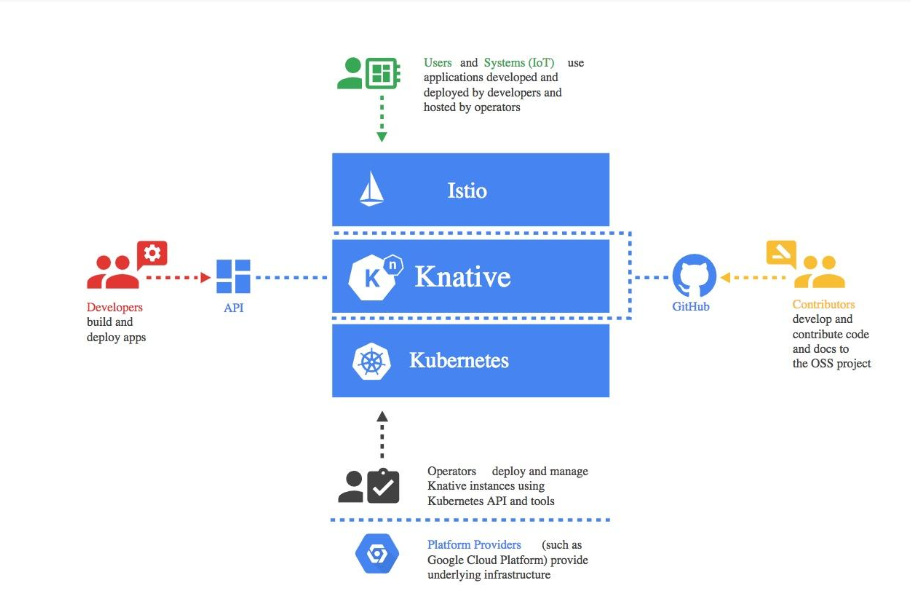 Users and Systems (IoT) use
applications developed and
deployed by developers and
hosted by operators
Istio
Developers
build and
deploy apps
API
K
n
Knative
GitHub
Contributors
develop and
contribute code
and docs to
the OSS project
Kubernetes
Operators deploy and manage
Knative instances using
Kubernetes API and tools
Platform Providers (such as
Google Cloud Platform) provide
underlying infrastructure